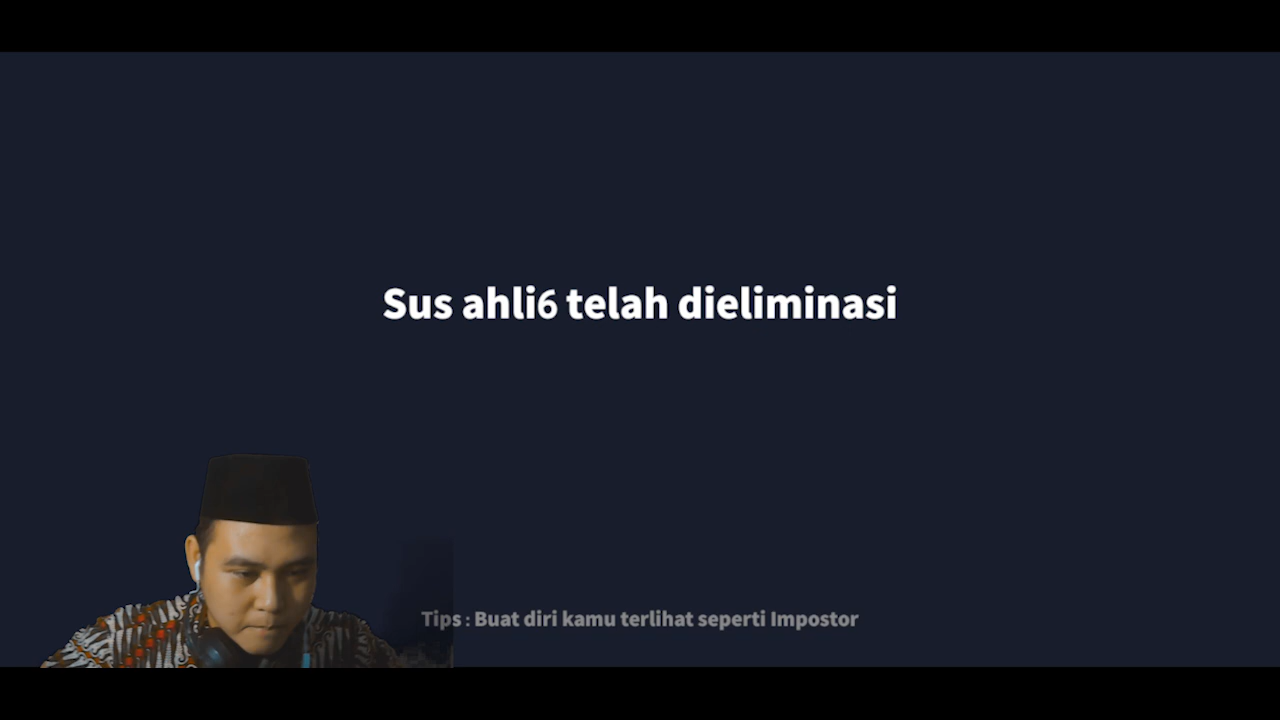 Sus ahli6 telah dieliminasi
Tips : Buat diri kamu terlihat seperti Impostor